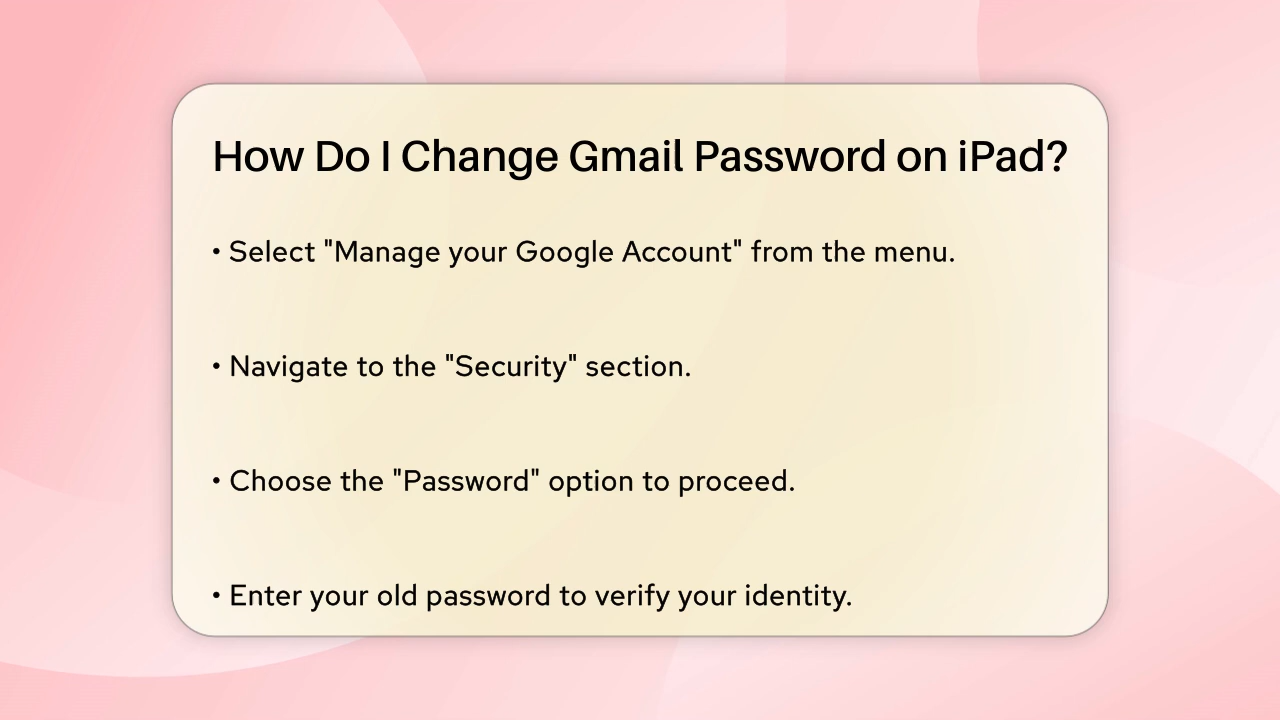 How Do I Change Gmail Password on iPad?
• Select "Manage your Google Account" from the menu.
• Navigate to the "Security" section.
• Choose the "Password" option to proceed.
• Enter your old password to verify your identity.